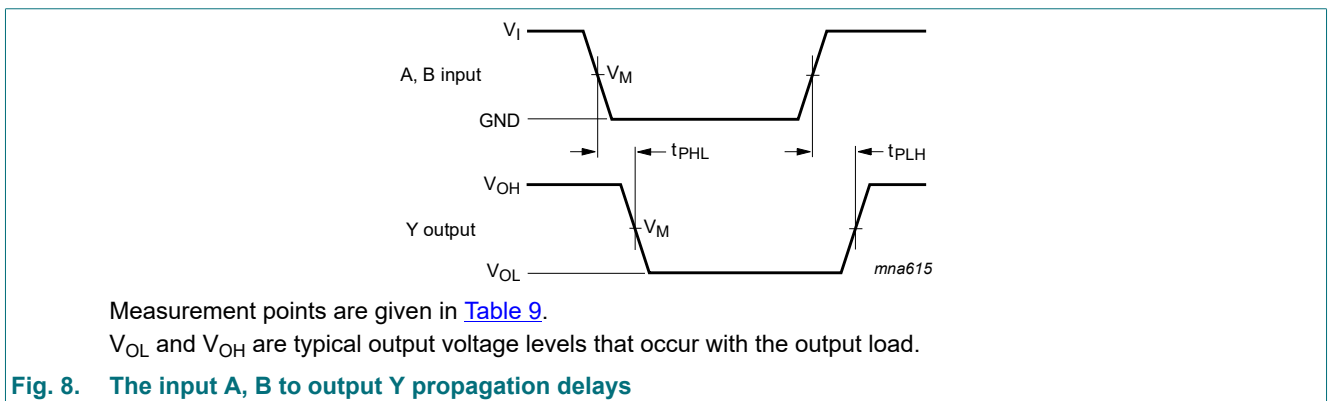 V_I
A, B input
V_M
GND
t_PHL
t_PLH
V_OH
Y output
V_M
V_OL
mna615
Measurement points are given in Table 9.
V_OL and V_OH are typical output voltage levels that occur with the output load.
Fig. 8. The input A, B to output Y propagation delays